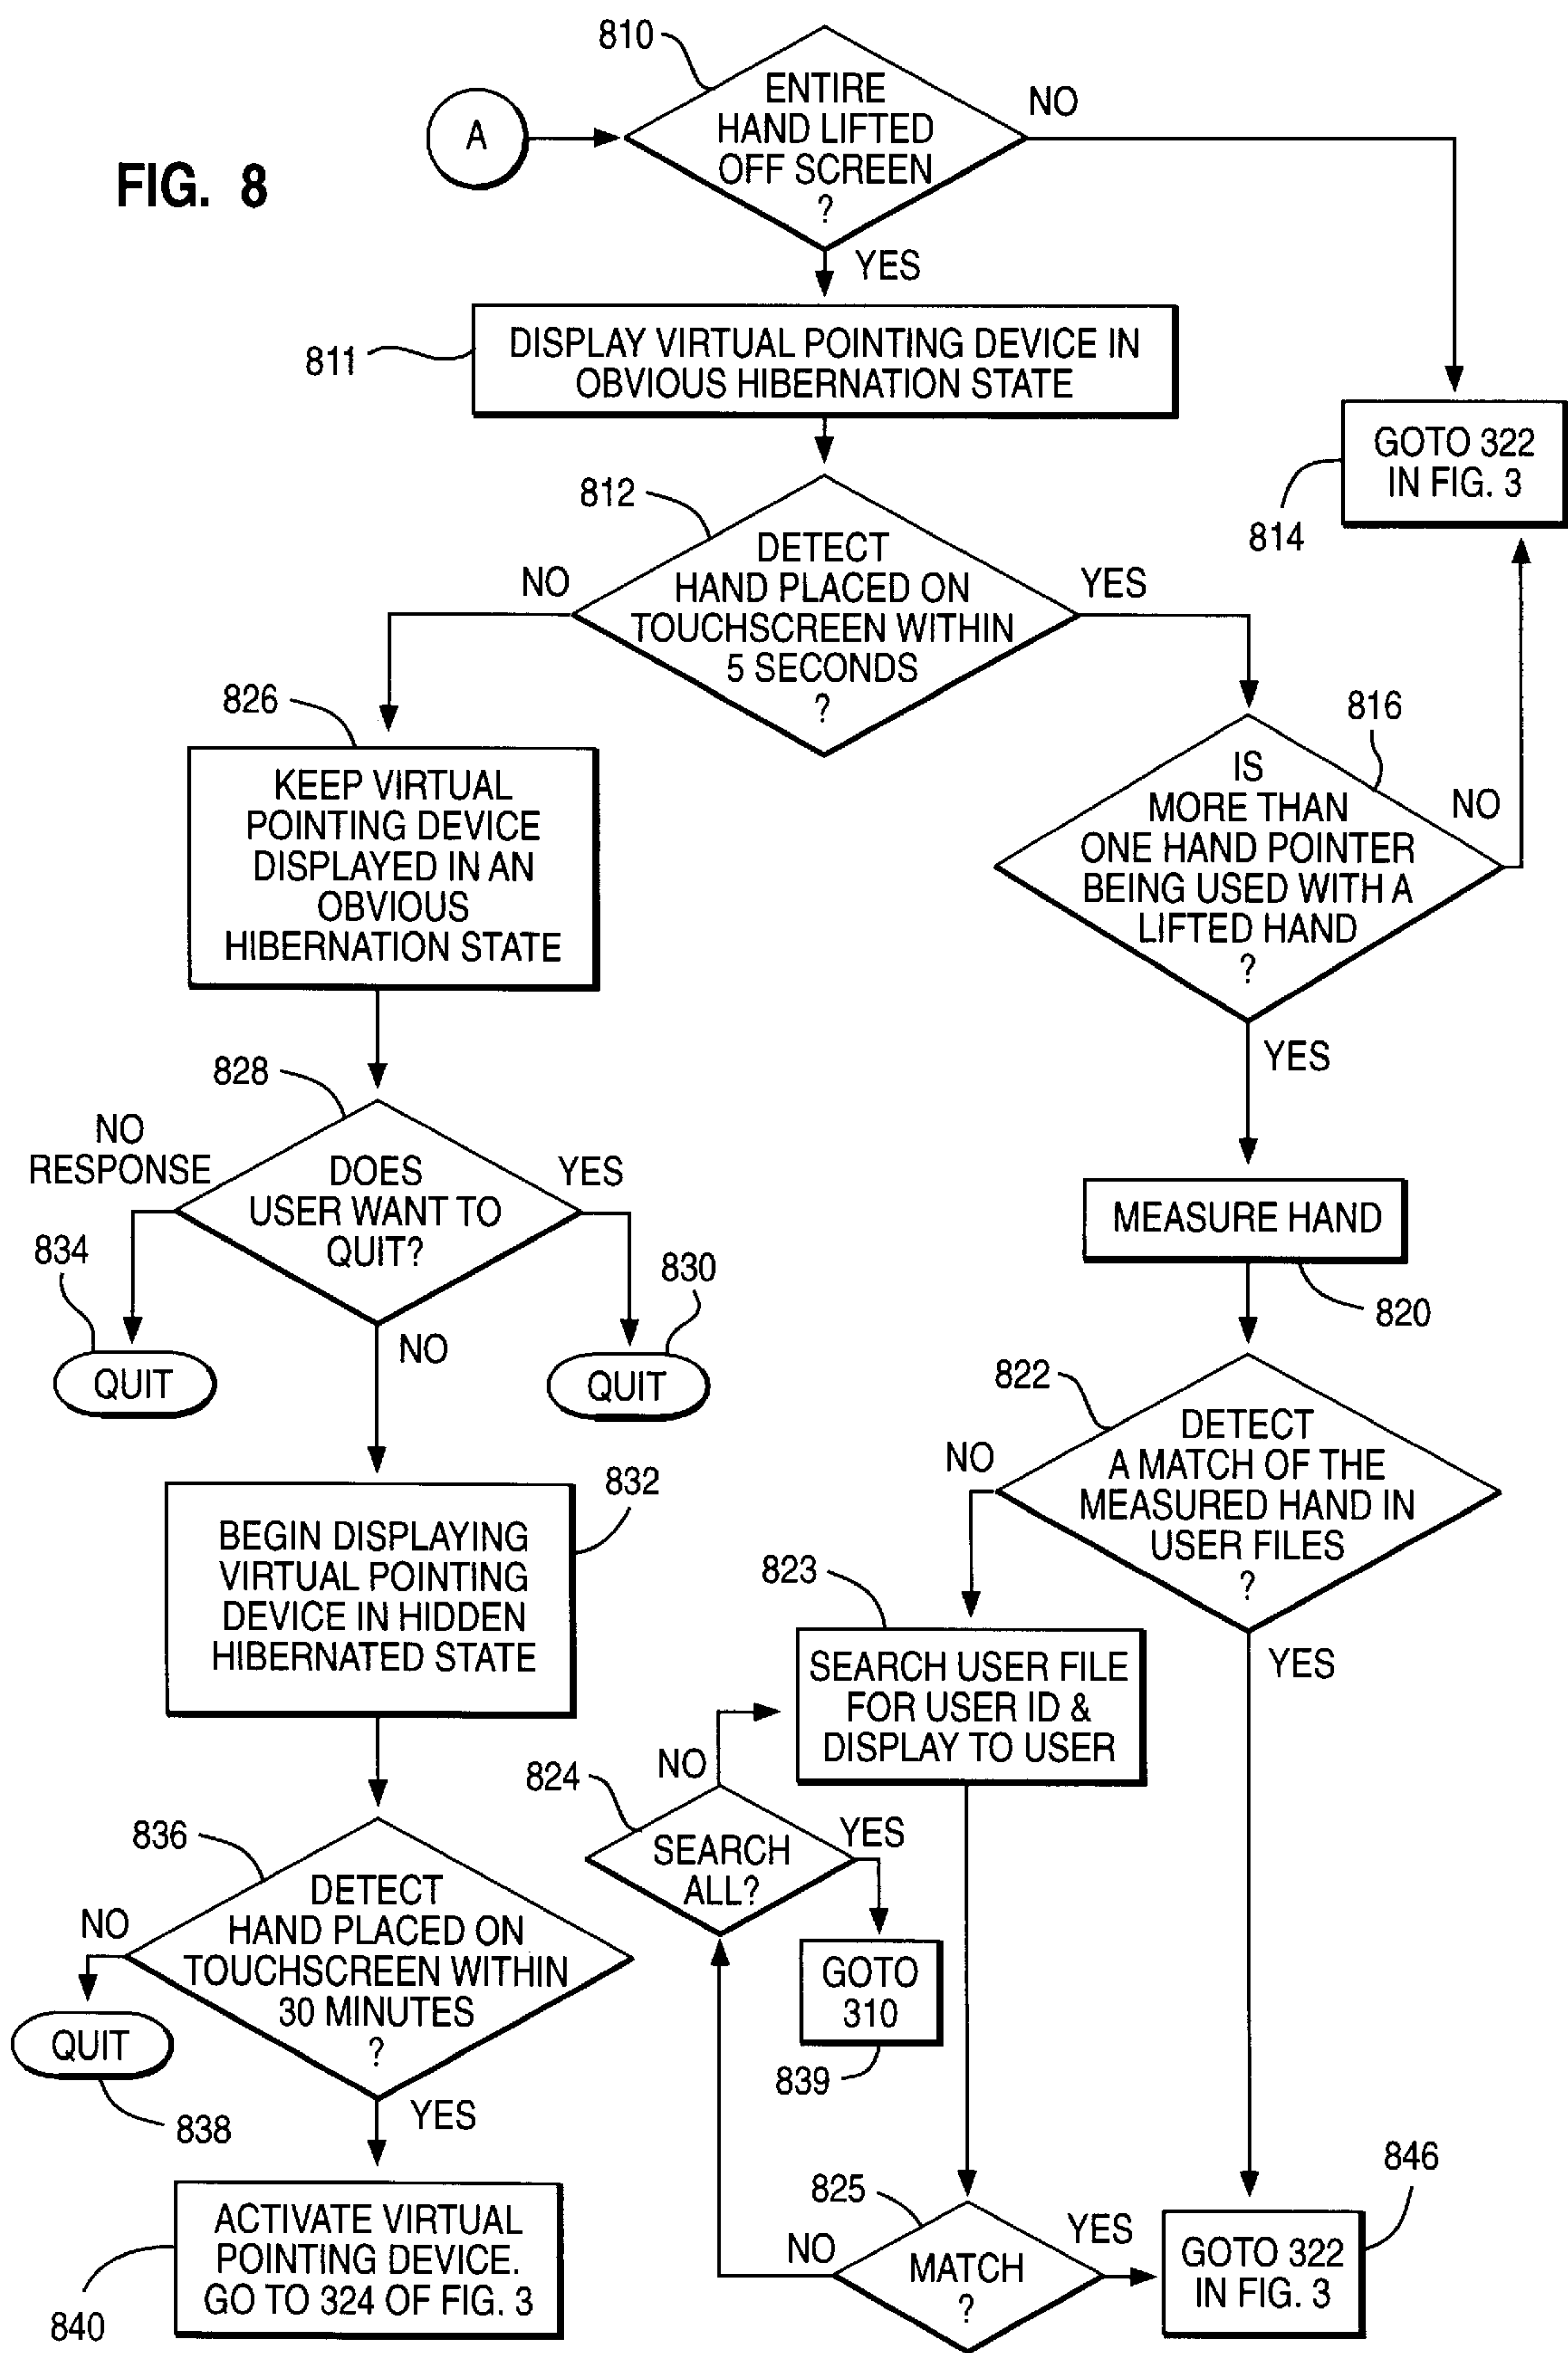 FIG. 8
810
A
ENTIRE
HAND LIFTED
OFF SCREEN
?
NO
YES
811
DISPLAY VIRTUAL POINTING DEVICE IN
OBVIOUS HIBERNATION STATE
GOTO 322
IN FIG. 3
814
812
DETECT
HAND PLACED ON
TOUCHSCREEN WITHIN
5 SECONDS
?
NO
YES
826
KEEP VIRTUAL
POINTING DEVICE
DISPLAYED IN AN
OBVIOUS
HIBERNATION STATE
816
IS
MORE THAN
ONE HAND POINTER
BEING USED WITH A
LIFTED HAND
?
NO
YES
828
NO
RESPONSE
DOES
USER WANT TO
QUIT?
YES
834
QUIT
NO
830
QUIT
MEASURE HAND
820
822
DETECT
A MATCH OF THE
MEASURED HAND IN
USER FILES
?
NO
YES
832
BEGIN DISPLAYING
VIRTUAL POINTING
DEVICE IN HIDDEN
HIBERNATED STATE
823
SEARCH USER FILE
FOR USER ID &
DISPLAY TO USER
824
NO
SEARCH
ALL?
YES
GOTO
310
839
836
DETECT
HAND PLACED ON
TOUCHSCREEN WITHIN
30 MINUTES
?
NO
QUIT
838
YES
840
ACTIVATE VIRTUAL
POINTING DEVICE.
GO TO 324 OF FIG. 3
825
NO
MATCH
?
YES
846
GOTO 322
IN FIG. 3